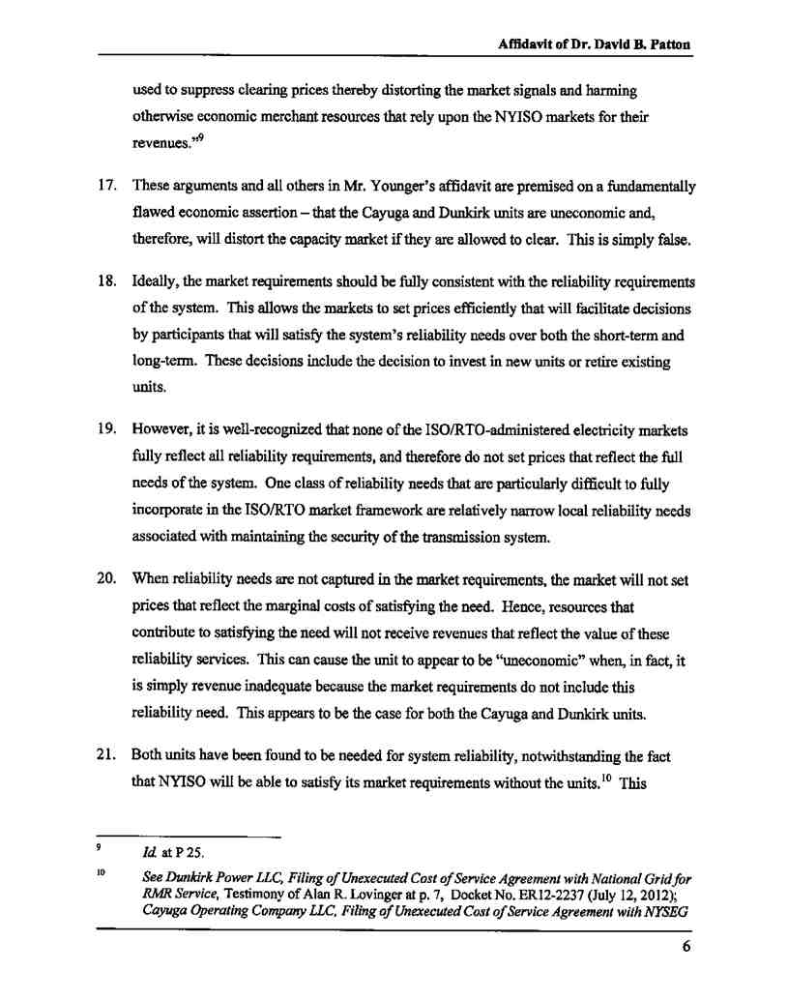 Affidavit of Dr. David B. Patton
used to suppress clearing prices thereby distorting the market signals and harming
otherwise economic merchant resources that rely upon the NYISO markets for their
revenues.”9
17. These arguments and all others in Mr. Younger’s affidavit are premised on a fundamentally
flawed economic assertion – that the Cayuga and Dunkirk units are uneconomic and,
therefore, will distort the capacity market if they are allowed to clear. This is simply false.
18. Ideally, the market requirements should be fully consistent with the reliability requirements
of the system. This allows the markets to set prices efficiently that will facilitate decisions
by participants that will satisfy the system’s reliability needs over both the short-term and
long-term. These decisions include the decision to invest in new units or retire existing
units.
19. However, it is well-recognized that none of the ISO/RTO-administered electricity markets
fully reflect all reliability requirements, and therefore do not set prices that reflect the full
needs of the system. One class of reliability needs that are particularly difficult to fully
incorporate in the ISO/RTO market framework are relatively narrow local reliability needs
associated with maintaining the security of the transmission system.
20. When reliability needs are not captured in the market requirements, the market will not set
prices that reflect the marginal costs of satisfying the need. Hence, resources that
contribute to satisfying the need will not receive revenues that reflect the value of these
reliability services. This can cause the unit to appear to be “uneconomic” when, in fact, it
is simply revenue inadequate because the market requirements do not include this
reliability need. This appears to be the case for both the Cayuga and Dunkirk units.
21. Both units have been found to be needed for system reliability, notwithstanding the fact
that NYISO will be able to satisfy its market requirements without the units.10 This
9 Id. at P 25.
10 See Dunkirk Power LLC, Filing of Unexecuted Cost of Service Agreement with National Grid for
RMR Service, Testimony of Alan R. Lovinger at p. 7, Docket No. ER12-2237 (July 12, 2012);
Cayuga Operating Company LLC, Filing of Unexecuted Cost of Service Agreement with NYSEG
6